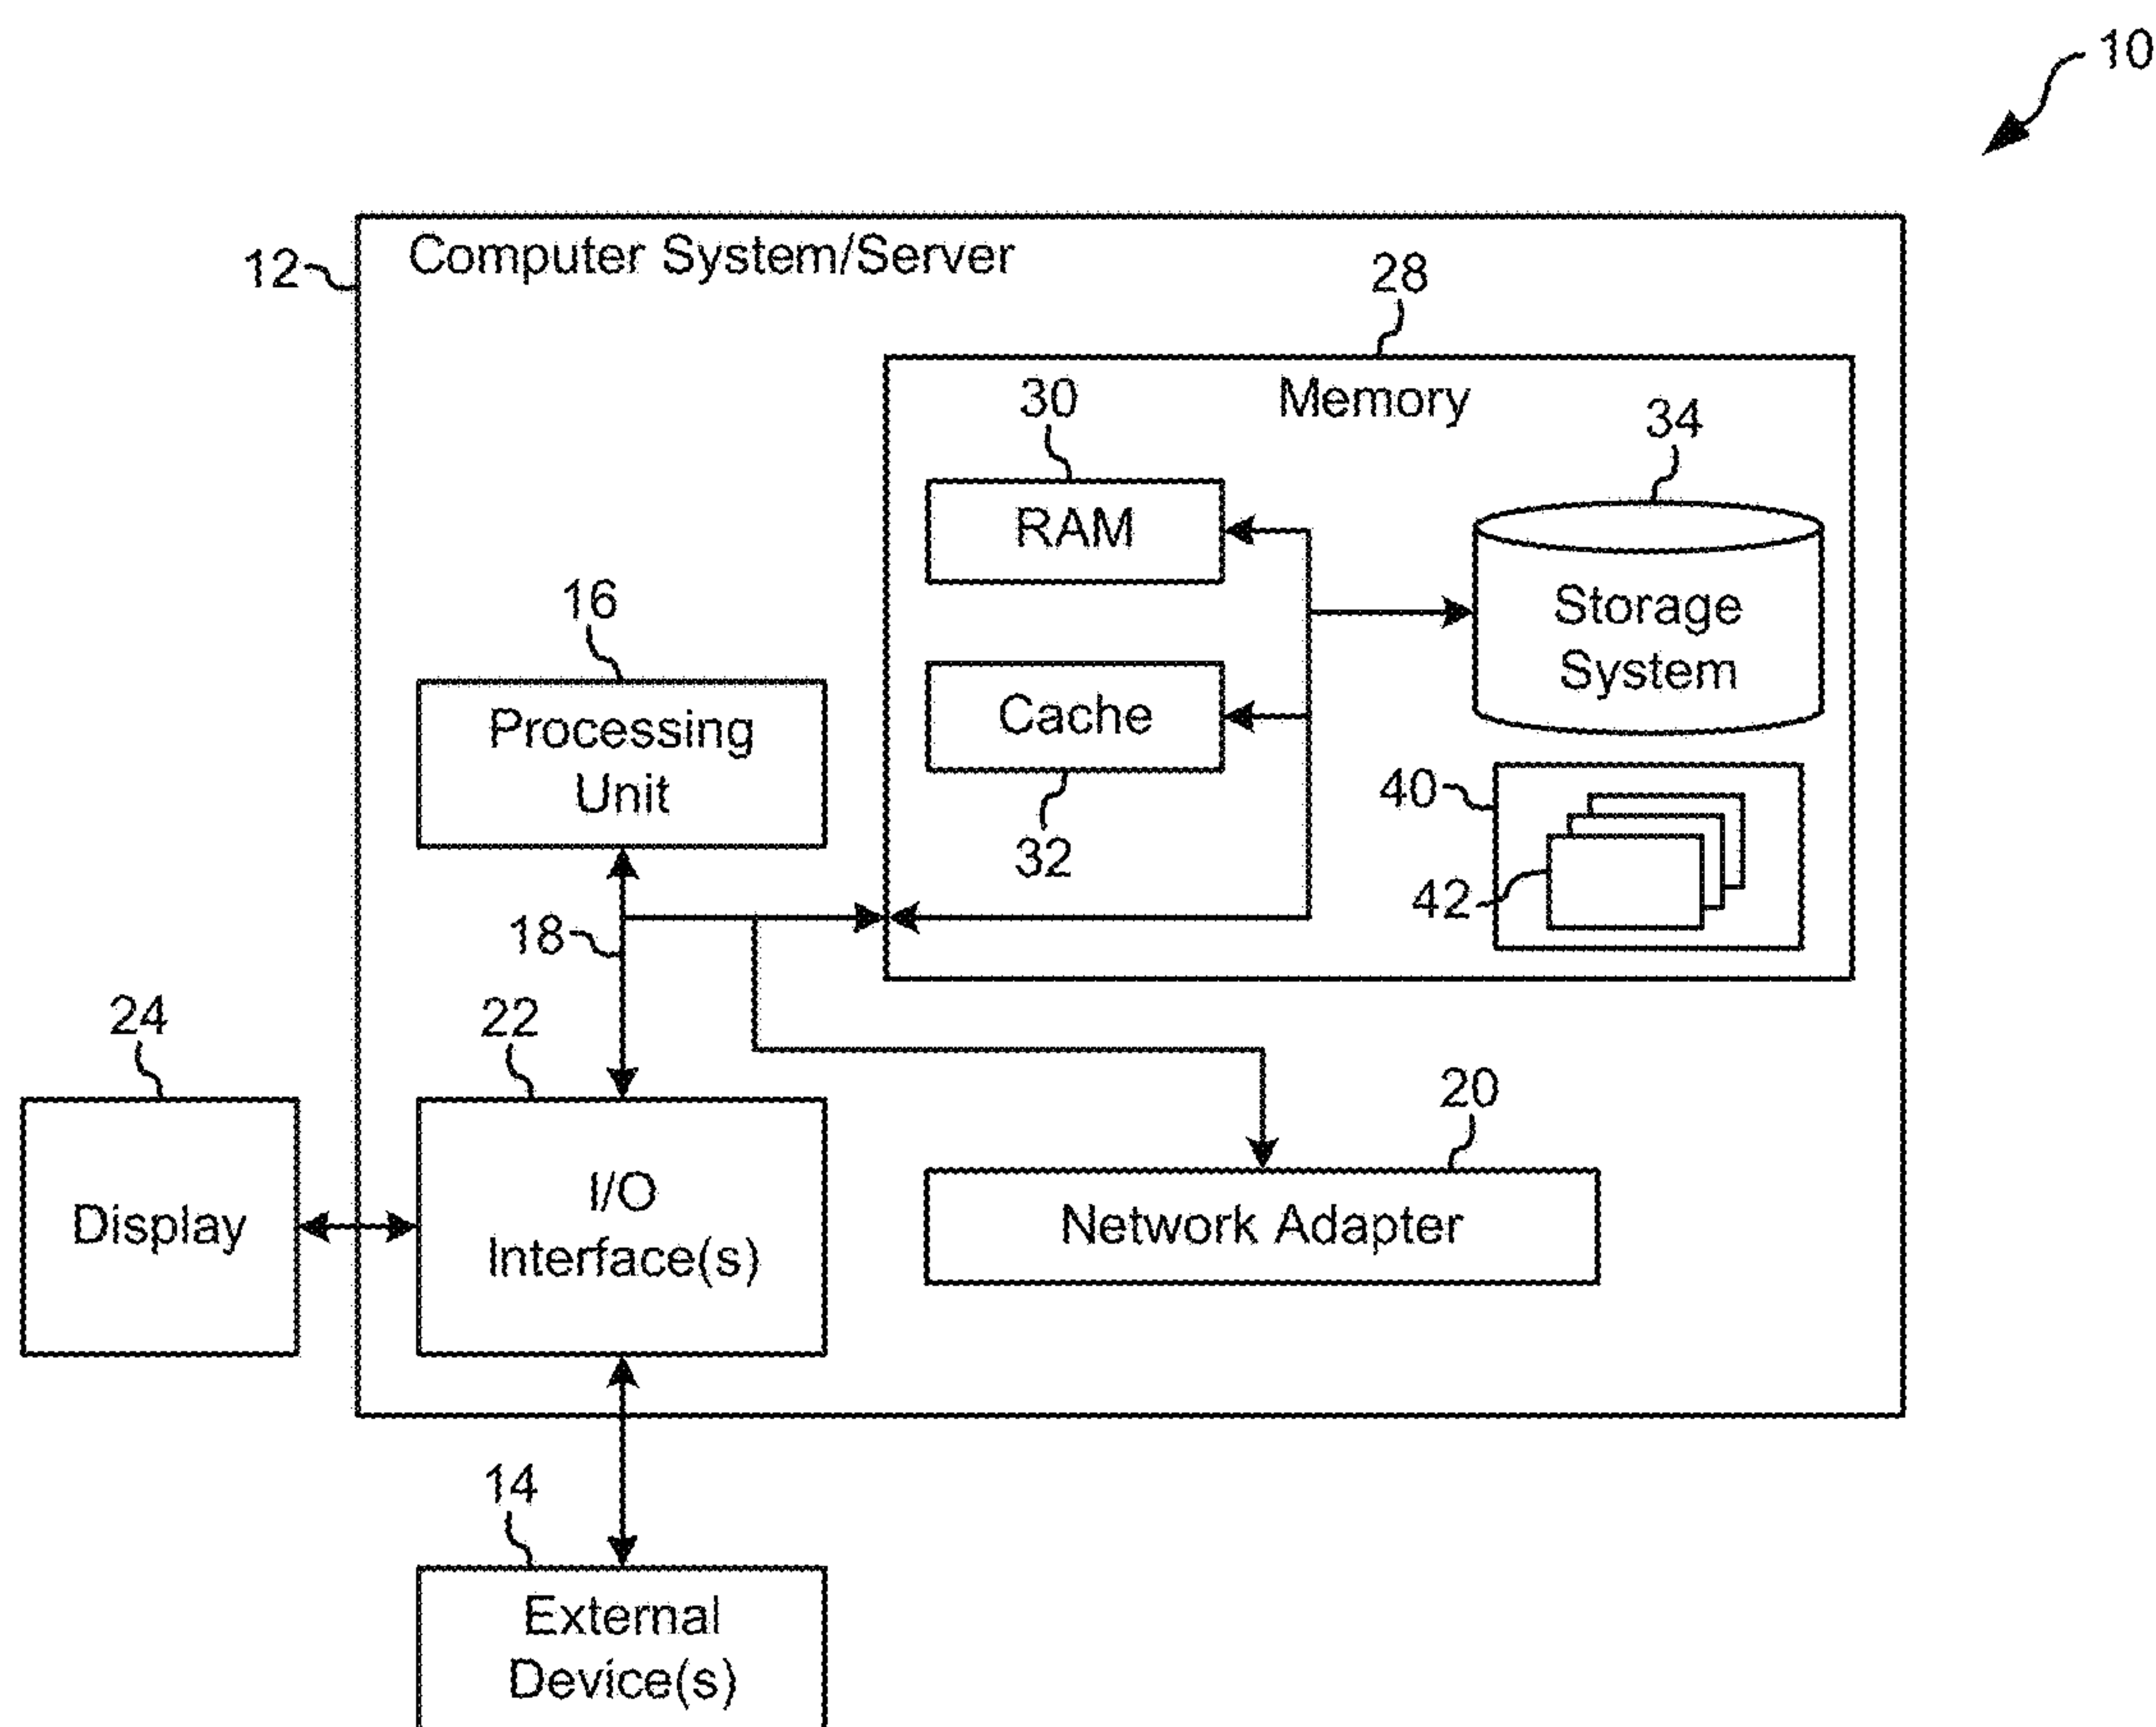 10
12
Computer System/Server
28
Memory
30
34
RAM
Storage
System
16
Processing
Unit
Cache
32
40
42
18
24
22
20
Display
I/O
Interface(s)
Network Adapter
14
External
Device(s)